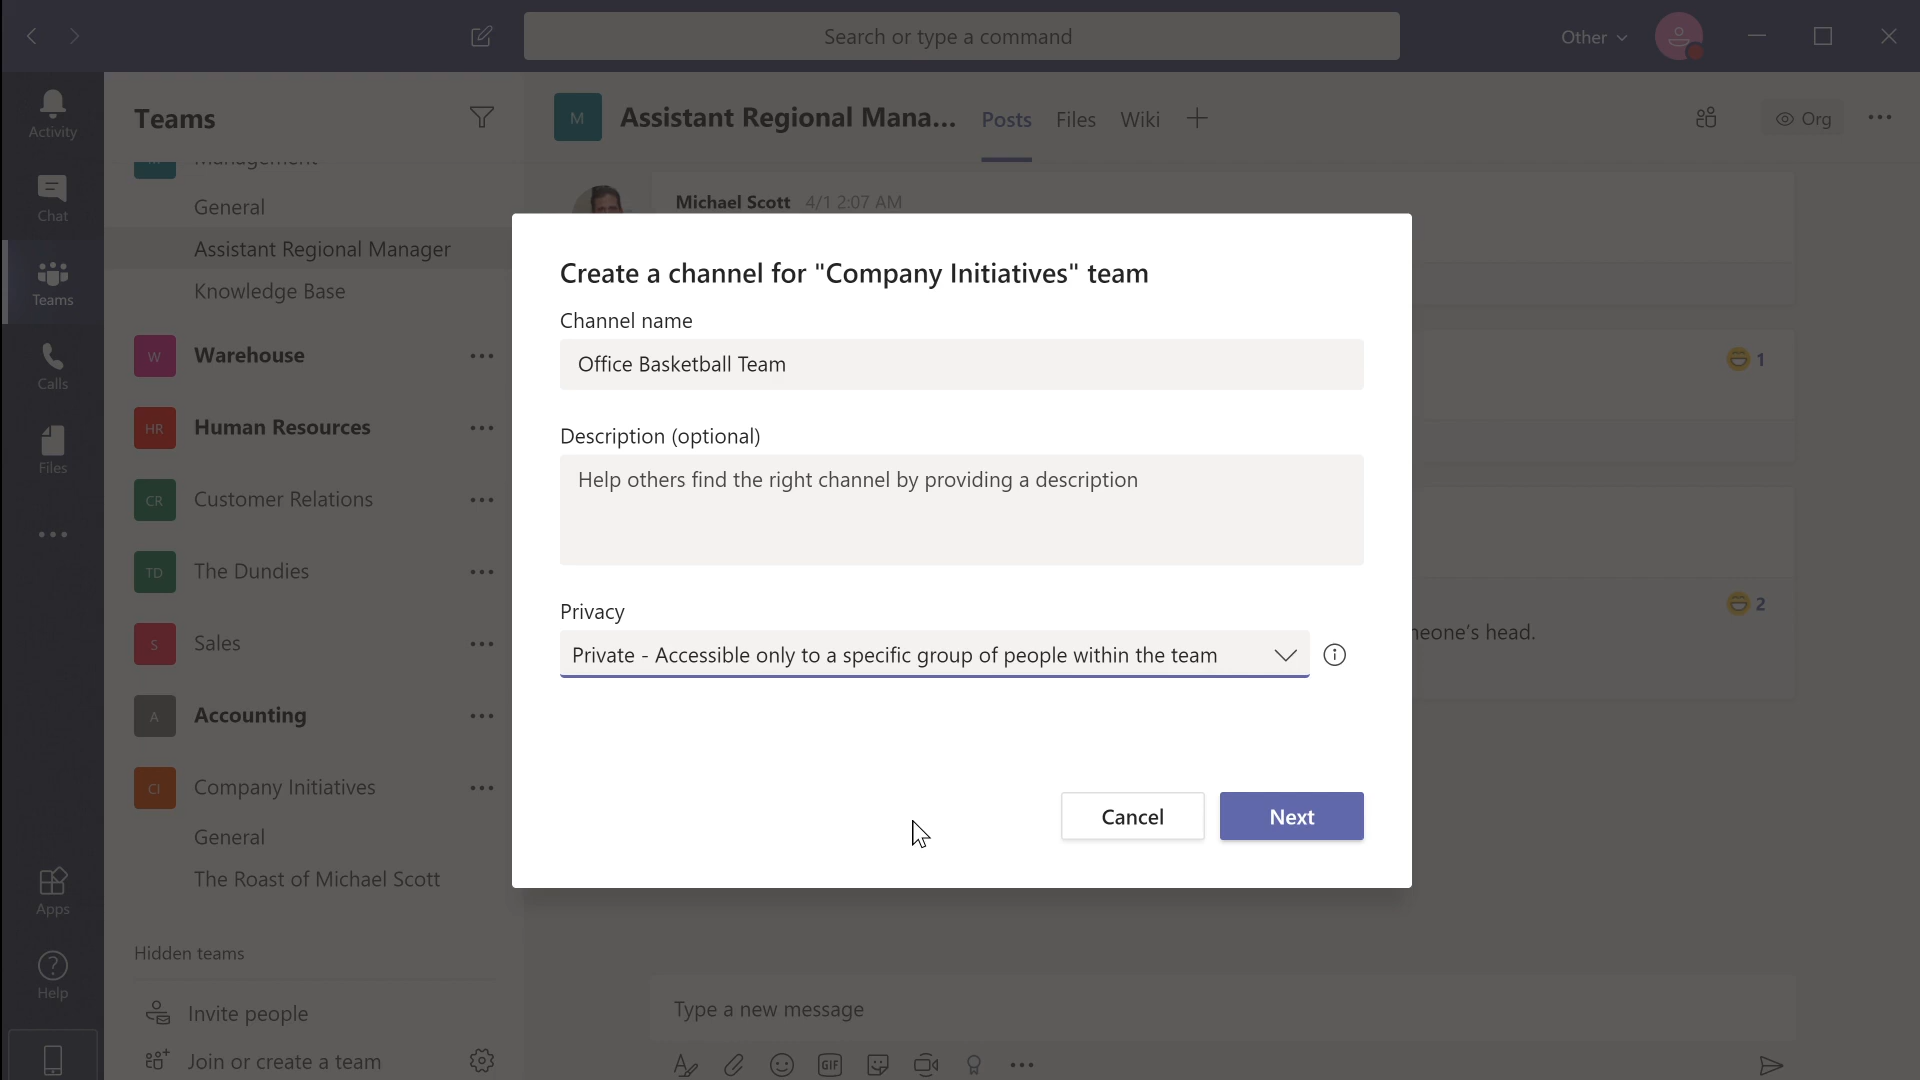 Search or type a command
Other
Activity
Chat
Teams
Calls
Files
Apps
Help
Teams
Management
General
Assistant Regional Manager
Knowledge Base
W Warehouse
HR Human Resources
CR Customer Relations
TD The Dundies
S Sales
A Accounting
CI Company Initiatives
General
The Roast of Michael Scott
Hidden teams
Invite people
Join or create a team
M Assistant Regional Mana... Posts Files Wiki
Org
Michael Scott 4/1 2:07 AM
1
2
meone's head.
Create a channel for "Company Initiatives" team
Channel name
Office Basketball Team
Description (optional)
Help others find the right channel by providing a description
Privacy
Private - Accessible only to a specific group of people within the team
Cancel Next
Type a new message
GIF